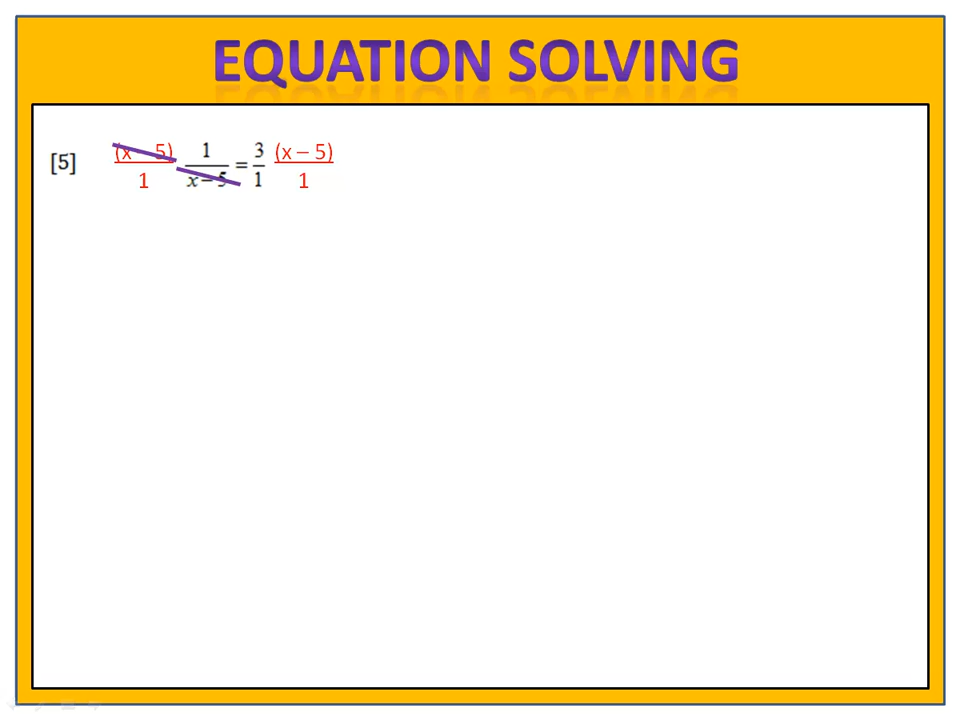 EQUATION SOLVING
[5] (x – 5)/1 1/(x – 5) = 3/1 (x – 5)/1